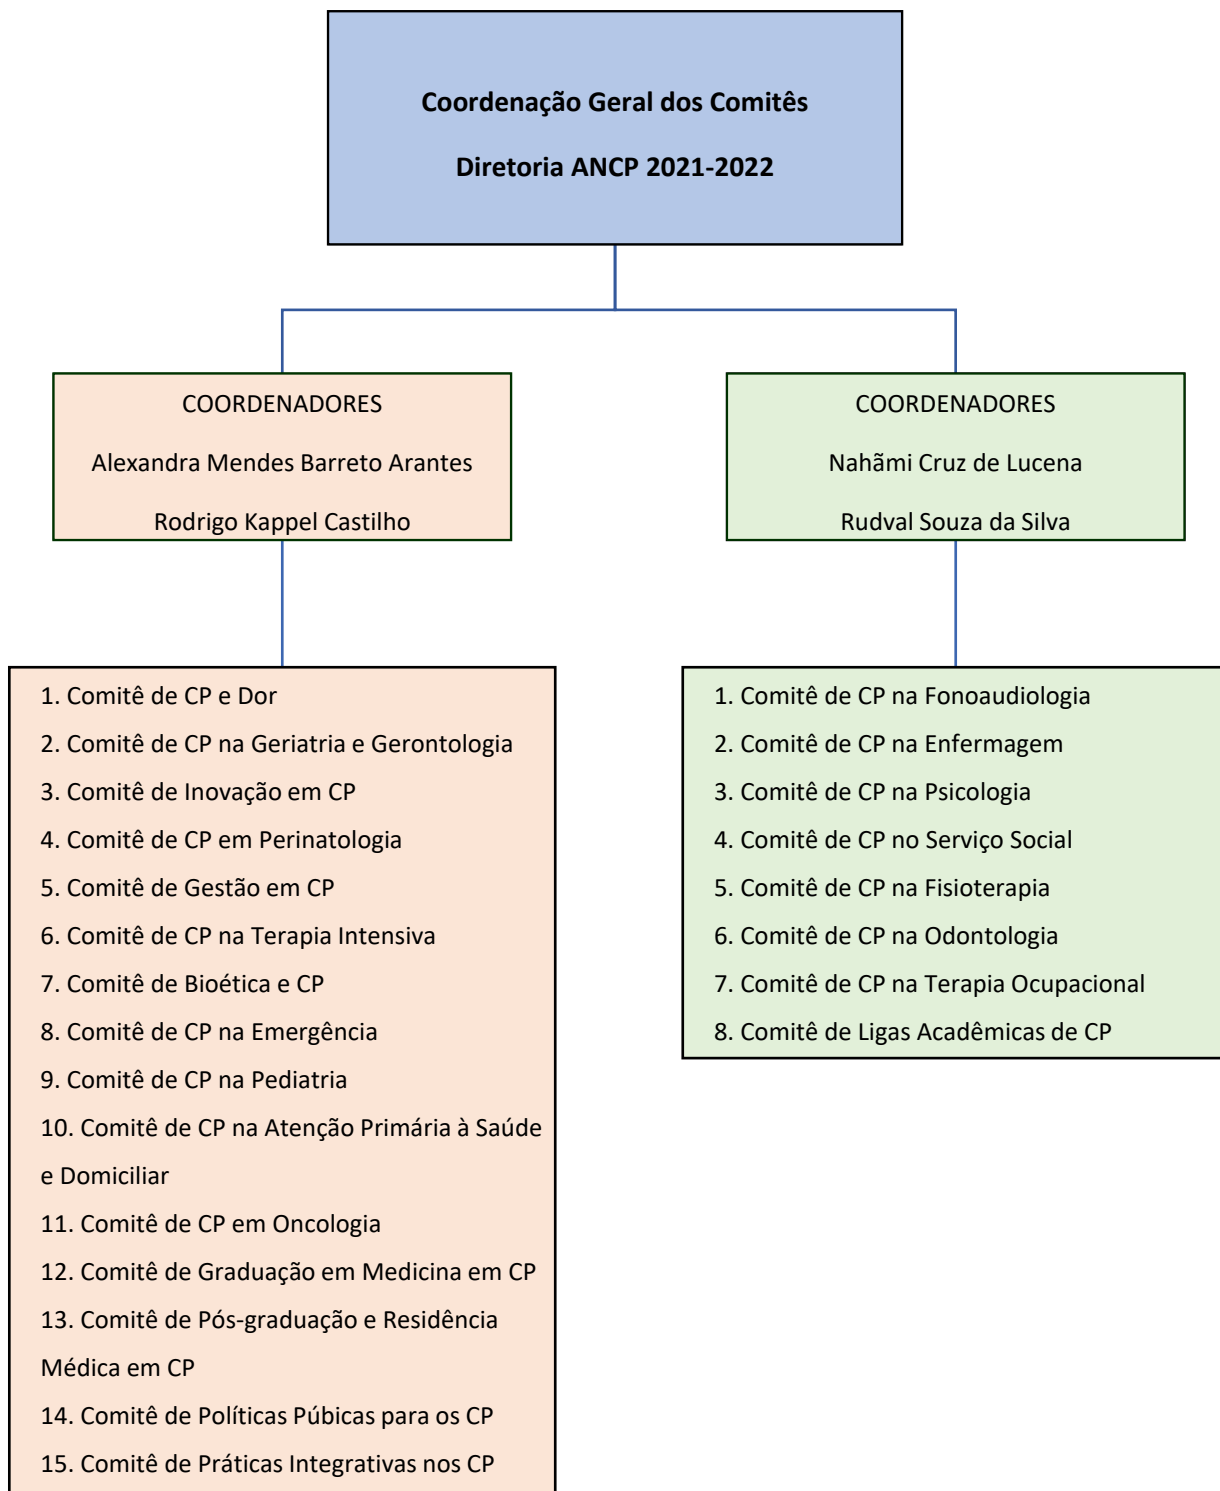 Coordenação Geral dos Comitês
Diretoria ANCP 2021-2022
COORDENADORES
Alexandra Mendes Barreto Arantes
Rodrigo Kappel Castilho
COORDENADORES
Nahãmi Cruz de Lucena
Rudval Souza da Silva
1. Comitê de CP e Dor
2. Comitê de CP na Geriatria e Gerontologia
3. Comitê de Inovação em CP
4. Comitê de CP em Perinatologia
5. Comitê de Gestão em CP
6. Comitê de CP na Terapia Intensiva
7. Comitê de Bioética e CP
8. Comitê de CP na Emergência
9. Comitê de CP na Pediatria
10. Comitê de CP na Atenção Primária à Saúde
e Domiciliar
11. Comitê de CP em Oncologia
12. Comitê de Graduação em Medicina em CP
13. Comitê de Pós-graduação e Residência
Médica em CP
14. Comitê de Políticas Púbicas para os CP
15. Comitê de Práticas Integrativas nos CP
1. Comitê de CP na Fonoaudiologia
2. Comitê de CP na Enfermagem
3. Comitê de CP na Psicologia
4. Comitê de CP no Serviço Social
5. Comitê de CP na Fisioterapia
6. Comitê de CP na Odontologia
7. Comitê de CP na Terapia Ocupacional
8. Comitê de Ligas Acadêmicas de CP